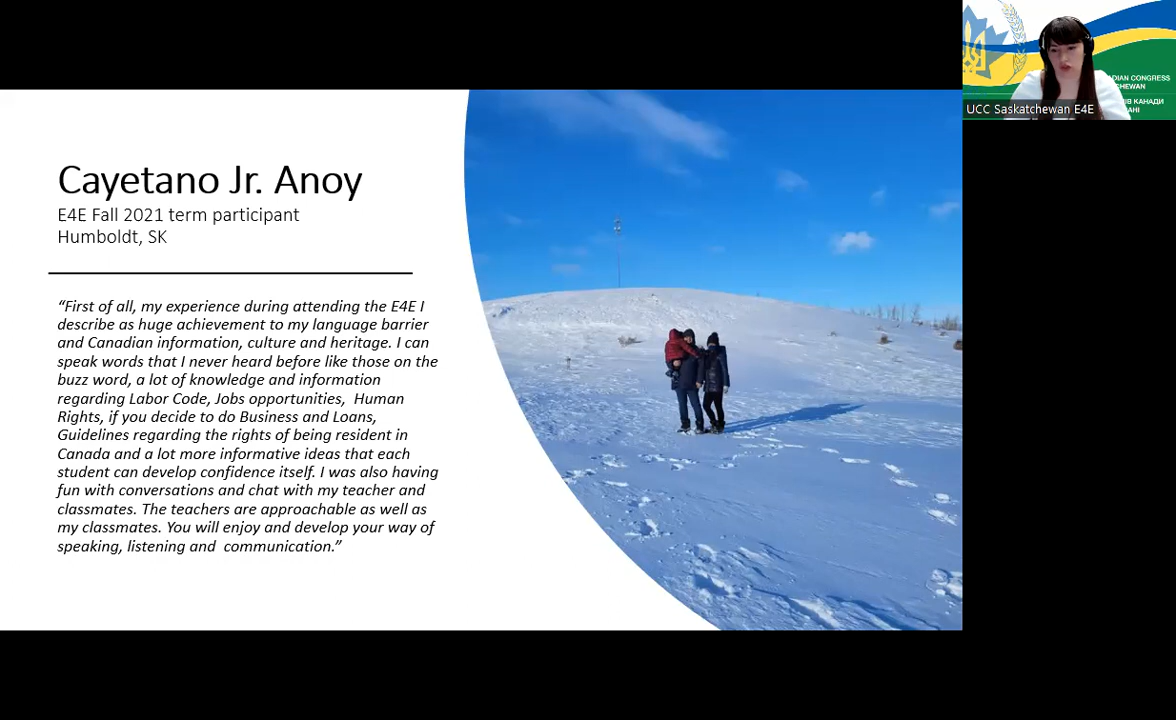 Cayetano Jr. Anoy
E4E Fall 2021 term participant
Humboldt, SK
“First of all, my experience during attending the E4E I
describe as huge achievement to my language barrier
and Canadian information, culture and heritage. I can
speak words that I never heard before like those on the
buzz word, a lot of knowledge and information
regarding Labor Code, Jobs opportunities,  Human
Rights, if you decide to do Business and Loans,
Guidelines regarding the rights of being resident in
Canada and a lot more informative ideas that each
student can develop confidence itself. I was also having
fun with conversations and chat with my teacher and
classmates. The teachers are approachable as well as
my classmates. You will enjoy and develop your way of
speaking, listening and  communication.”
CONGRESS
КАНАДИ
UCC Saskatchewan E4E